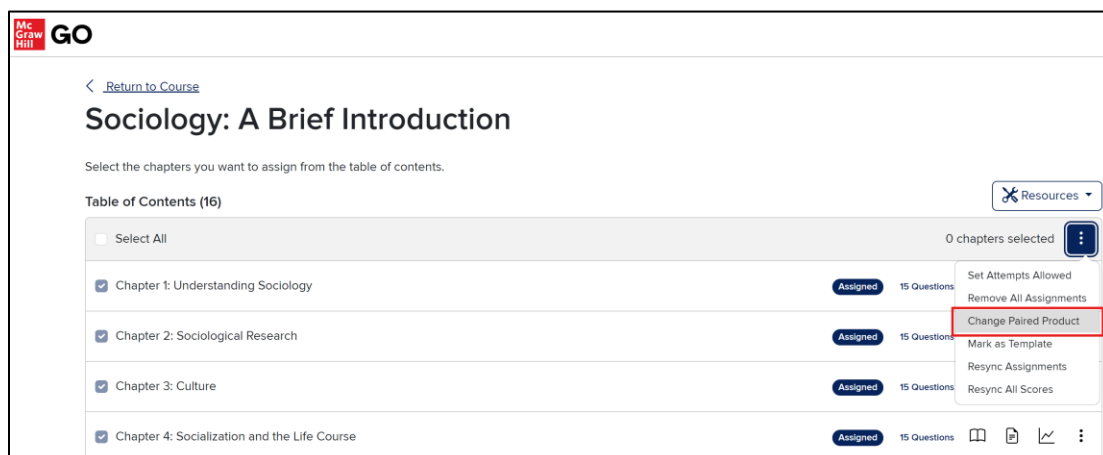 Mc
Graw
Hill
GO
Return to Course
Sociology: A Brief Introduction
Select the chapters you want to assign from the table of contents.
Table of Contents (16)
Resources
Select All
0 chapters selected
Set Attempts Allowed
Remove All Assignments
Change Paired Product
Mark as Template
Resync Assignments
Resync All Scores
Chapter 1: Understanding Sociology Assigned 15 Questions
Chapter 2: Sociological Research Assigned 15 Questions
Chapter 3: Culture Assigned 15 Questions
Chapter 4: Socialization and the Life Course Assigned 15 Questions